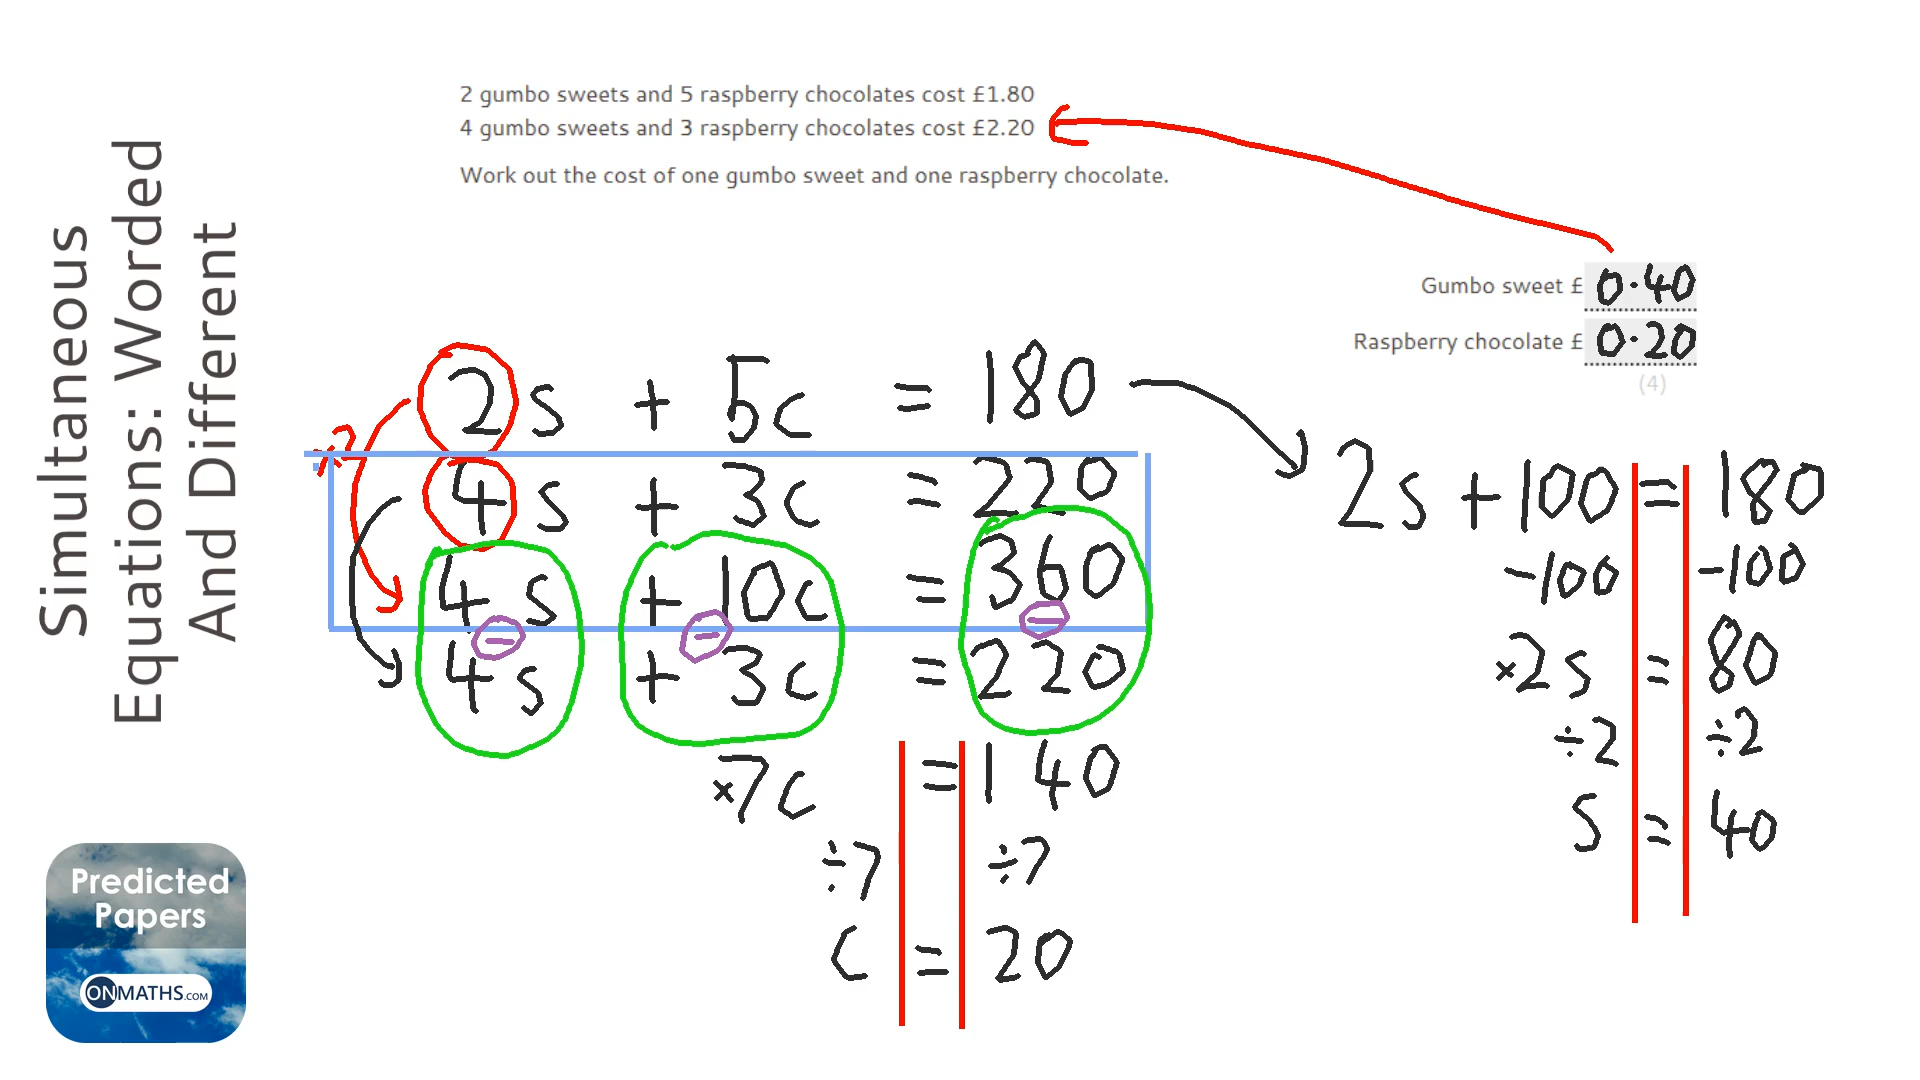 Simultaneous
Equations: Worded
And Different
2 gumbo sweets and 5 raspberry chocolates cost £1.80
4 gumbo sweets and 3 raspberry chocolates cost £2.20
Work out the cost of one gumbo sweet and one raspberry chocolate.
Gumbo sweet £ 0.40
Raspberry chocolate £ 0.20
(4)
2s + 5c = 180
×2
4s + 3c = 220
4s + 10c = 360
- - -
4s + 3c = 220
×7c = 140
÷7 ÷7
c = 20
2s + 100 = 180
-100 -100
×2s = 80
÷2 ÷2
s = 40
Predicted
Papers
ONMATHS.COM